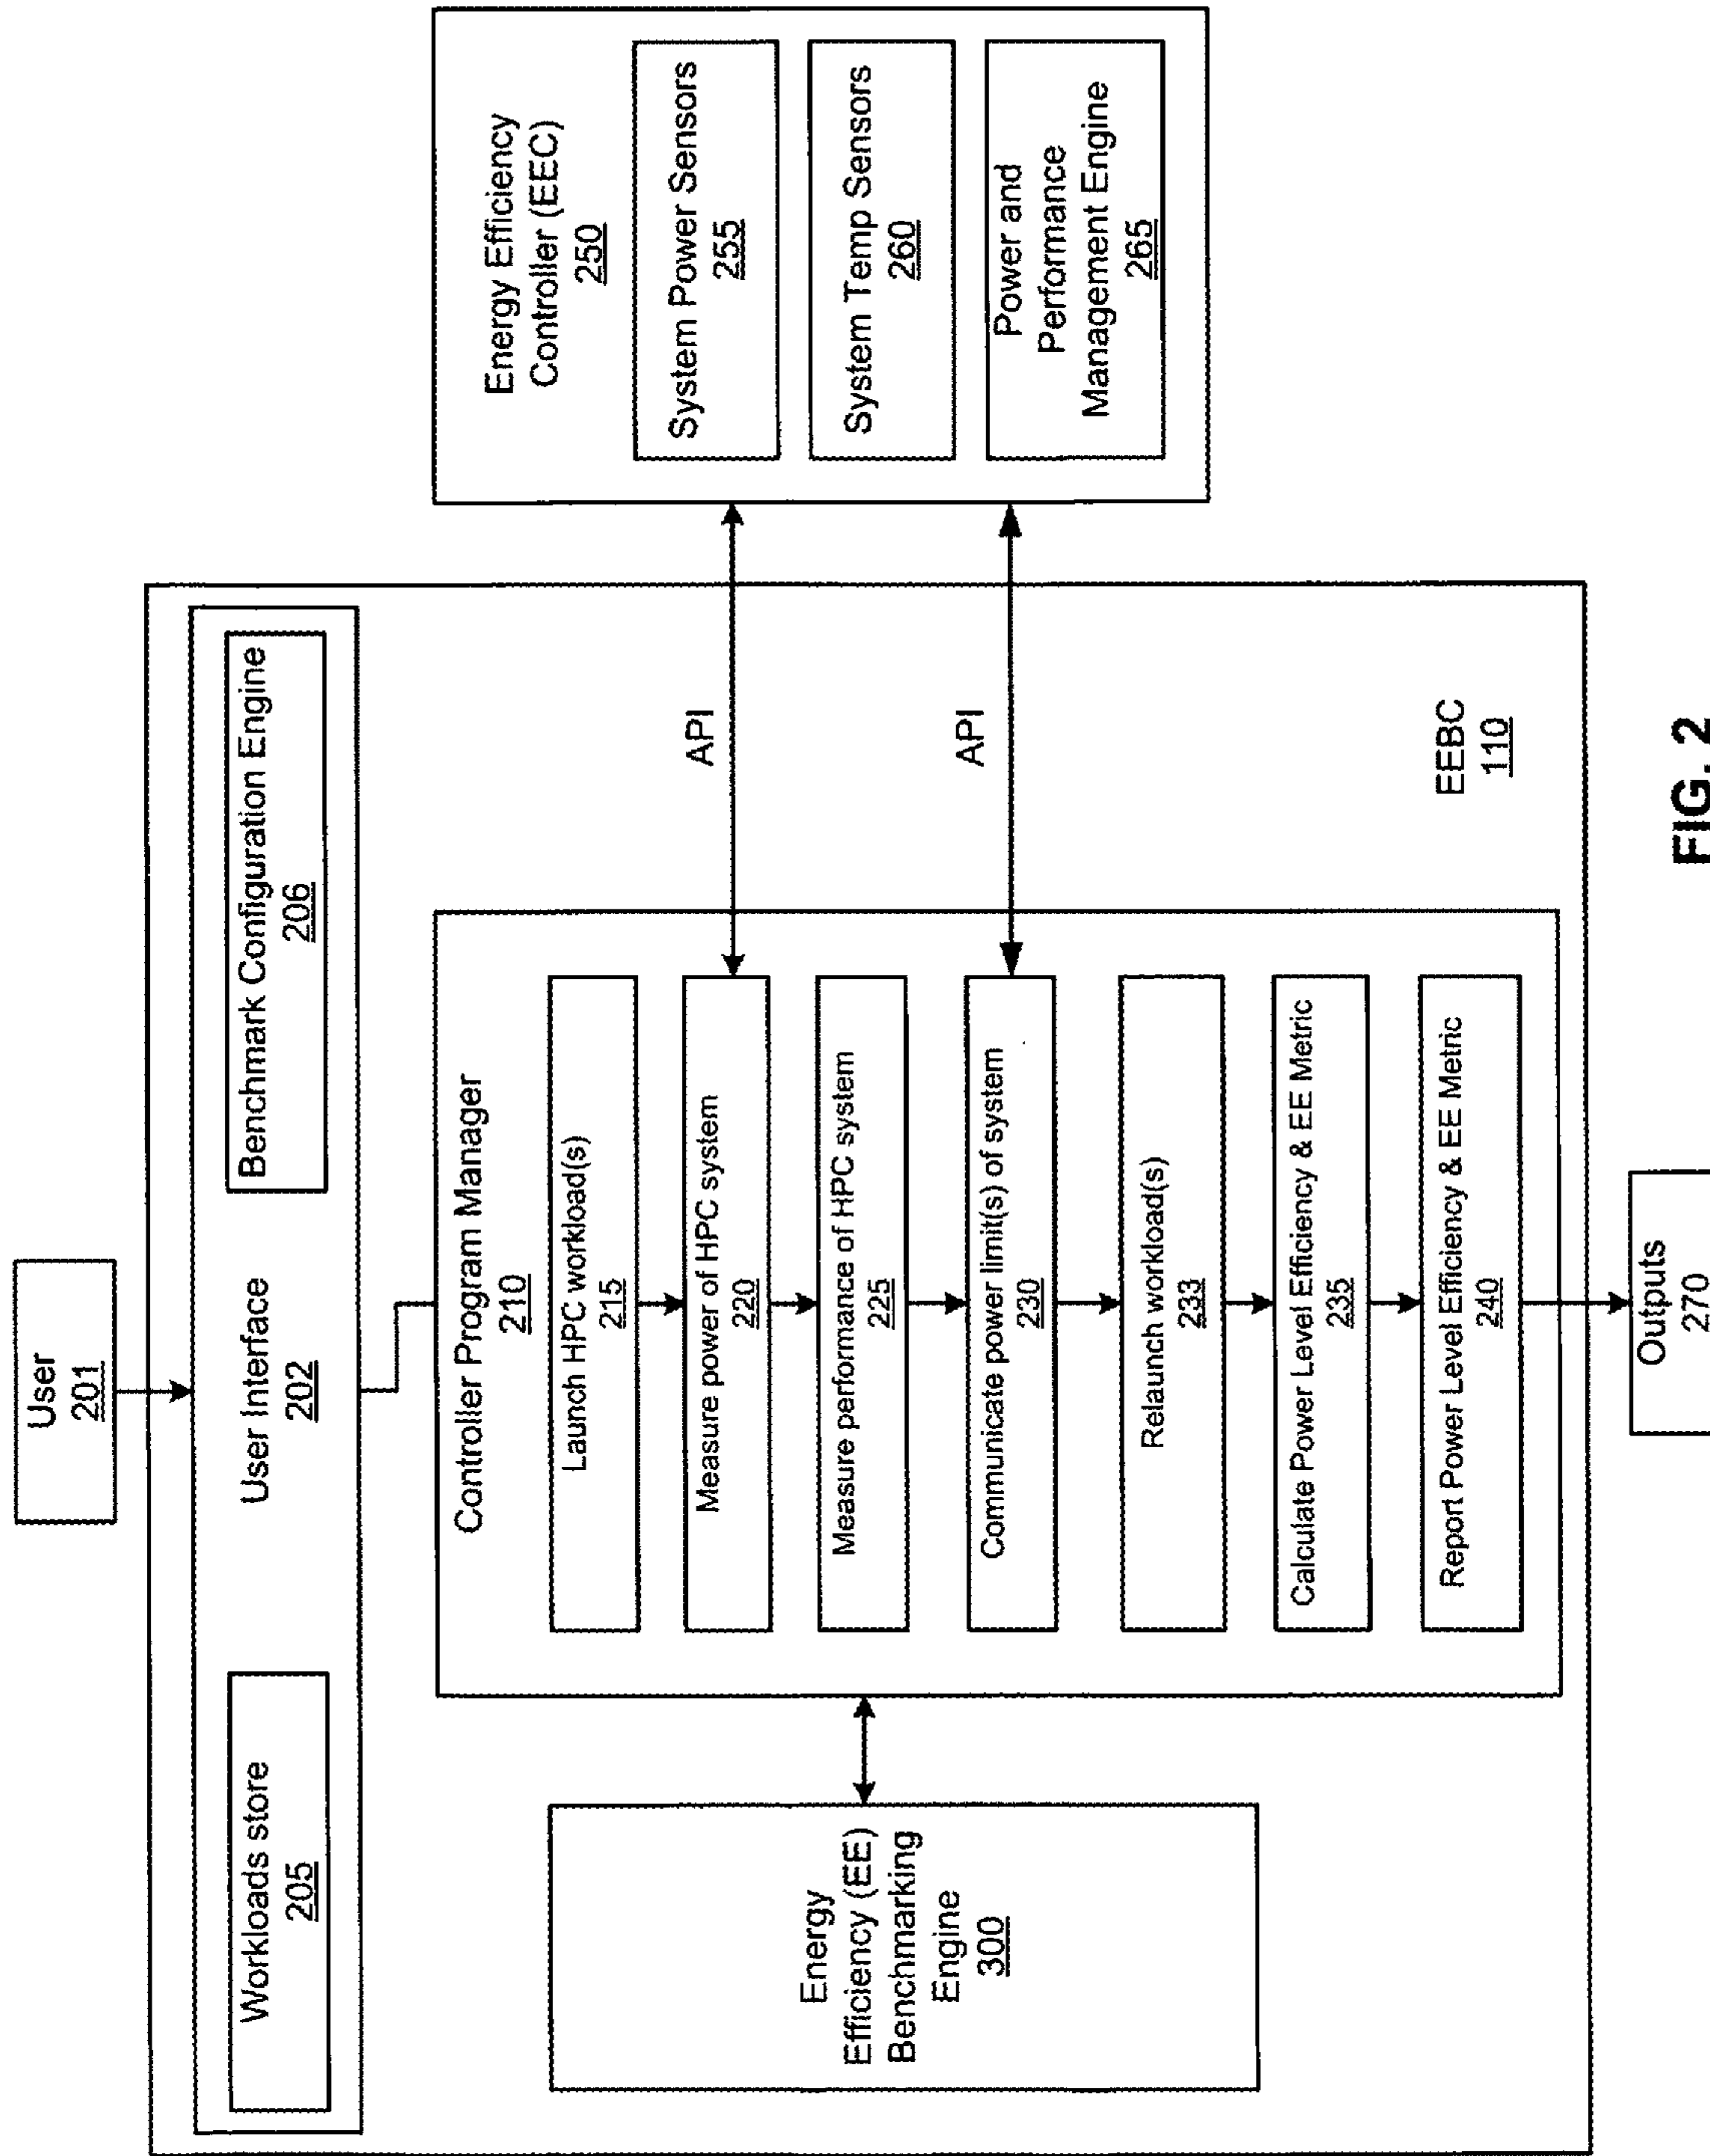 User
201
Workloads store
205
User Interface
202
Benchmark Configuration Engine
206
Energy
Efficiency (EE)
Benchmarking
Engine
300
Controller Program Manager
210
Launch HPC workload(s)
215
Measure power of HPC system
220
Measure performance of HPC system
225
Communicate power limit(s) of system
230
Relaunch workload(s)
233
Calculate Power Level Efficiency & EE Metric
235
Report Power Level Efficiency & EE Metric
240
API
API
EEBC
110
Energy Efficiency
Controller (EEC)
250
System Power Sensors
255
System Temp Sensors
260
Power and
Performance
Management Engine
265
Outputs
270
FIG. 2